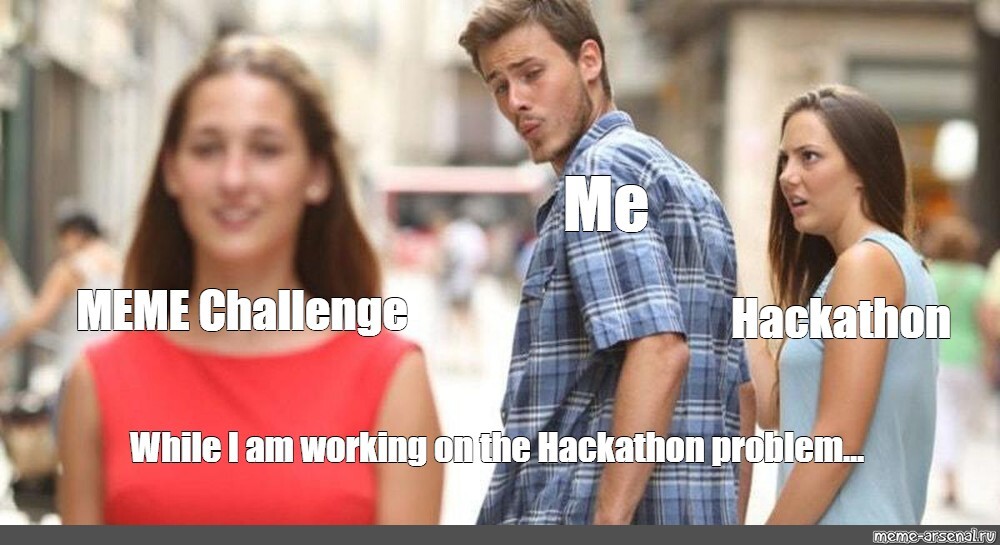 Me
MEME Challenge
Hackathon
While I am working on the Hackathon problem...
meme-arsenal.ru